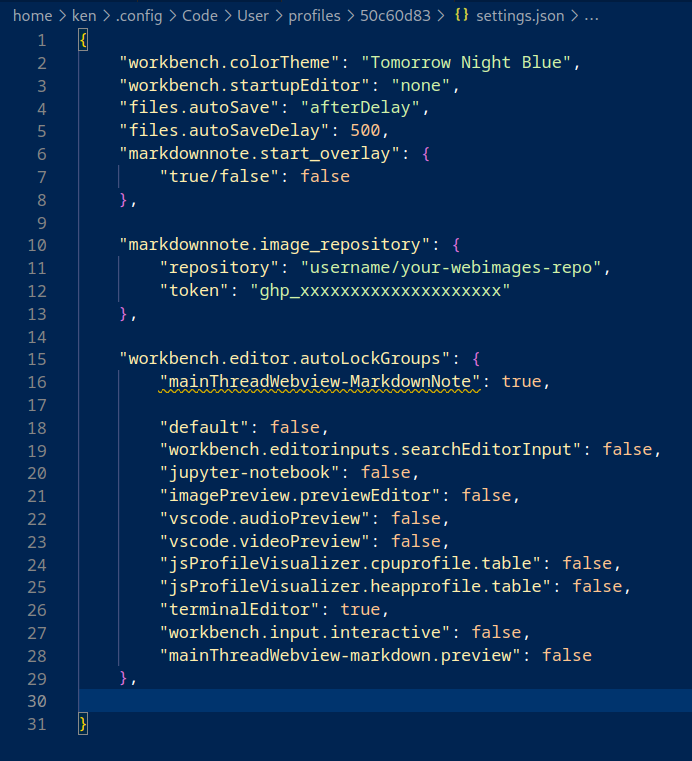 home > ken > .config > Code > User > profiles > 50c60d83 > {} settings.json > ...
1 {
2 "workbench.colorTheme": "Tomorrow Night Blue",
3 "workbench.startupEditor": "none",
4 "files.autoSave": "afterDelay",
5 "files.autoSaveDelay": 500,
6 "markdownnote.start_overlay": {
7 "true/false": false
8 },
9
10 "markdownnote.image_repository": {
11 "repository": "username/your-webimages-repo",
12 "token": "ghp_xxxxxxxxxxxxxxxxxxxx"
13 },
14
15 "workbench.editor.autoLockGroups": {
16 "mainThreadWebview-MarkdownNote": true,
17
18 "default": false,
19 "workbench.editorinputs.searchEditorInput": false,
20 "jupyter-notebook": false,
21 "imagePreview.previewEditor": false,
22 "vscode.audioPreview": false,
23 "vscode.videoPreview": false,
24 "jsProfileVisualizer.cpuprofile.table": false,
25 "jsProfileVisualizer.heapprofile.table": false,
26 "terminalEditor": true,
27 "workbench.input.interactive": false,
28 "mainThreadWebview-markdown.preview": false
29 },
30
31 }